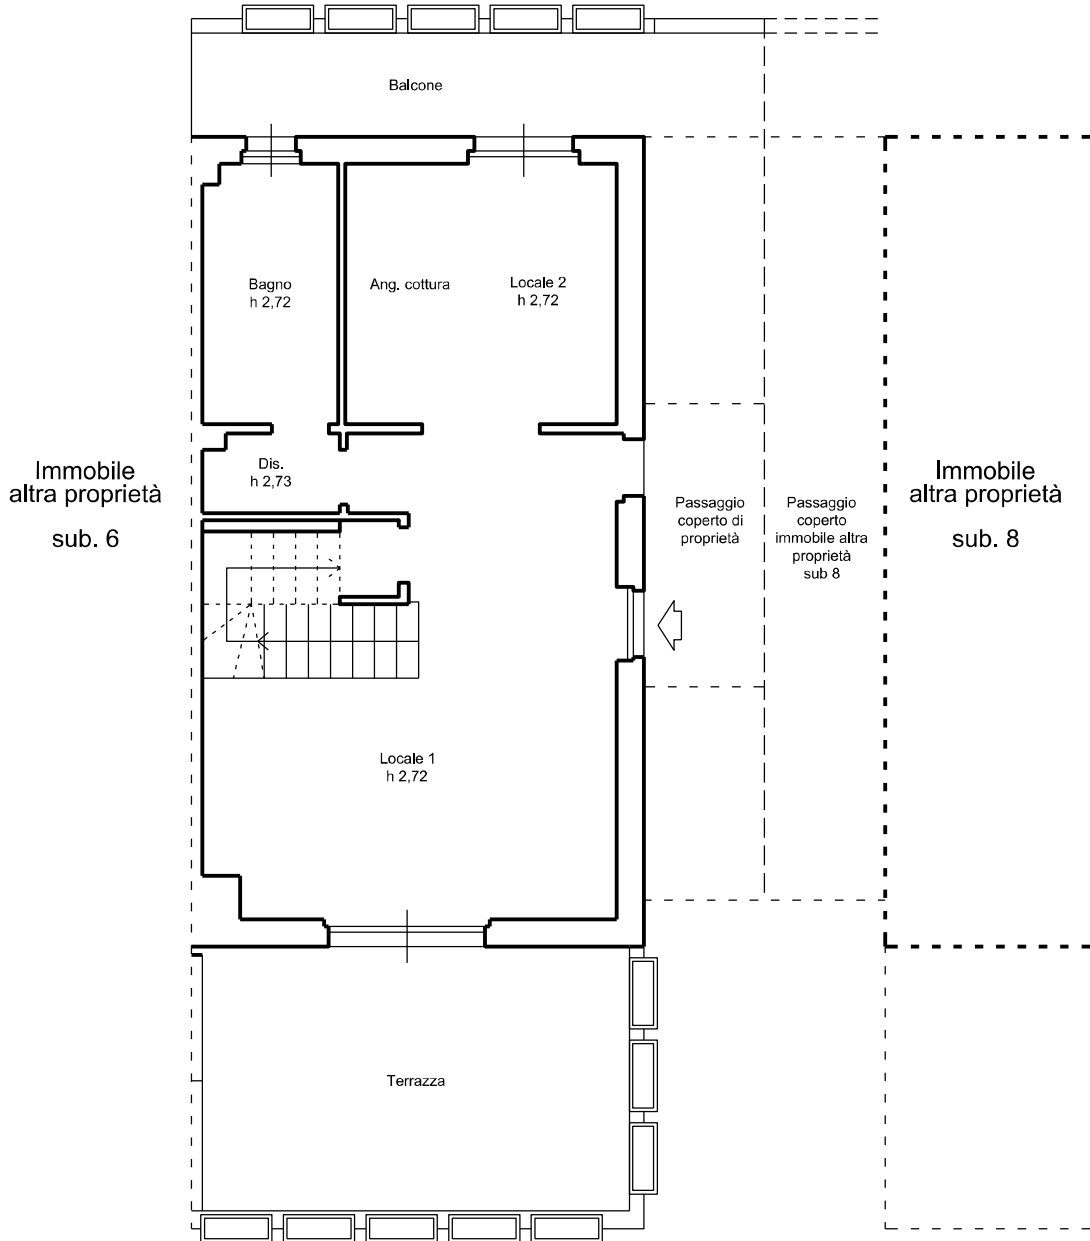 Balcone
Bagno
h 2,72
Ang. cottura
Locale 2
h 2,72
Dis.
h 2,73
Immobile
altra proprietà
sub. 6
Passaggio
coperto di
proprietà
Passaggio
coperto
immobile altra
proprietà
sub 8
Immobile
altra proprietà
sub. 8
Locale 1
h 2,72
Terrazza